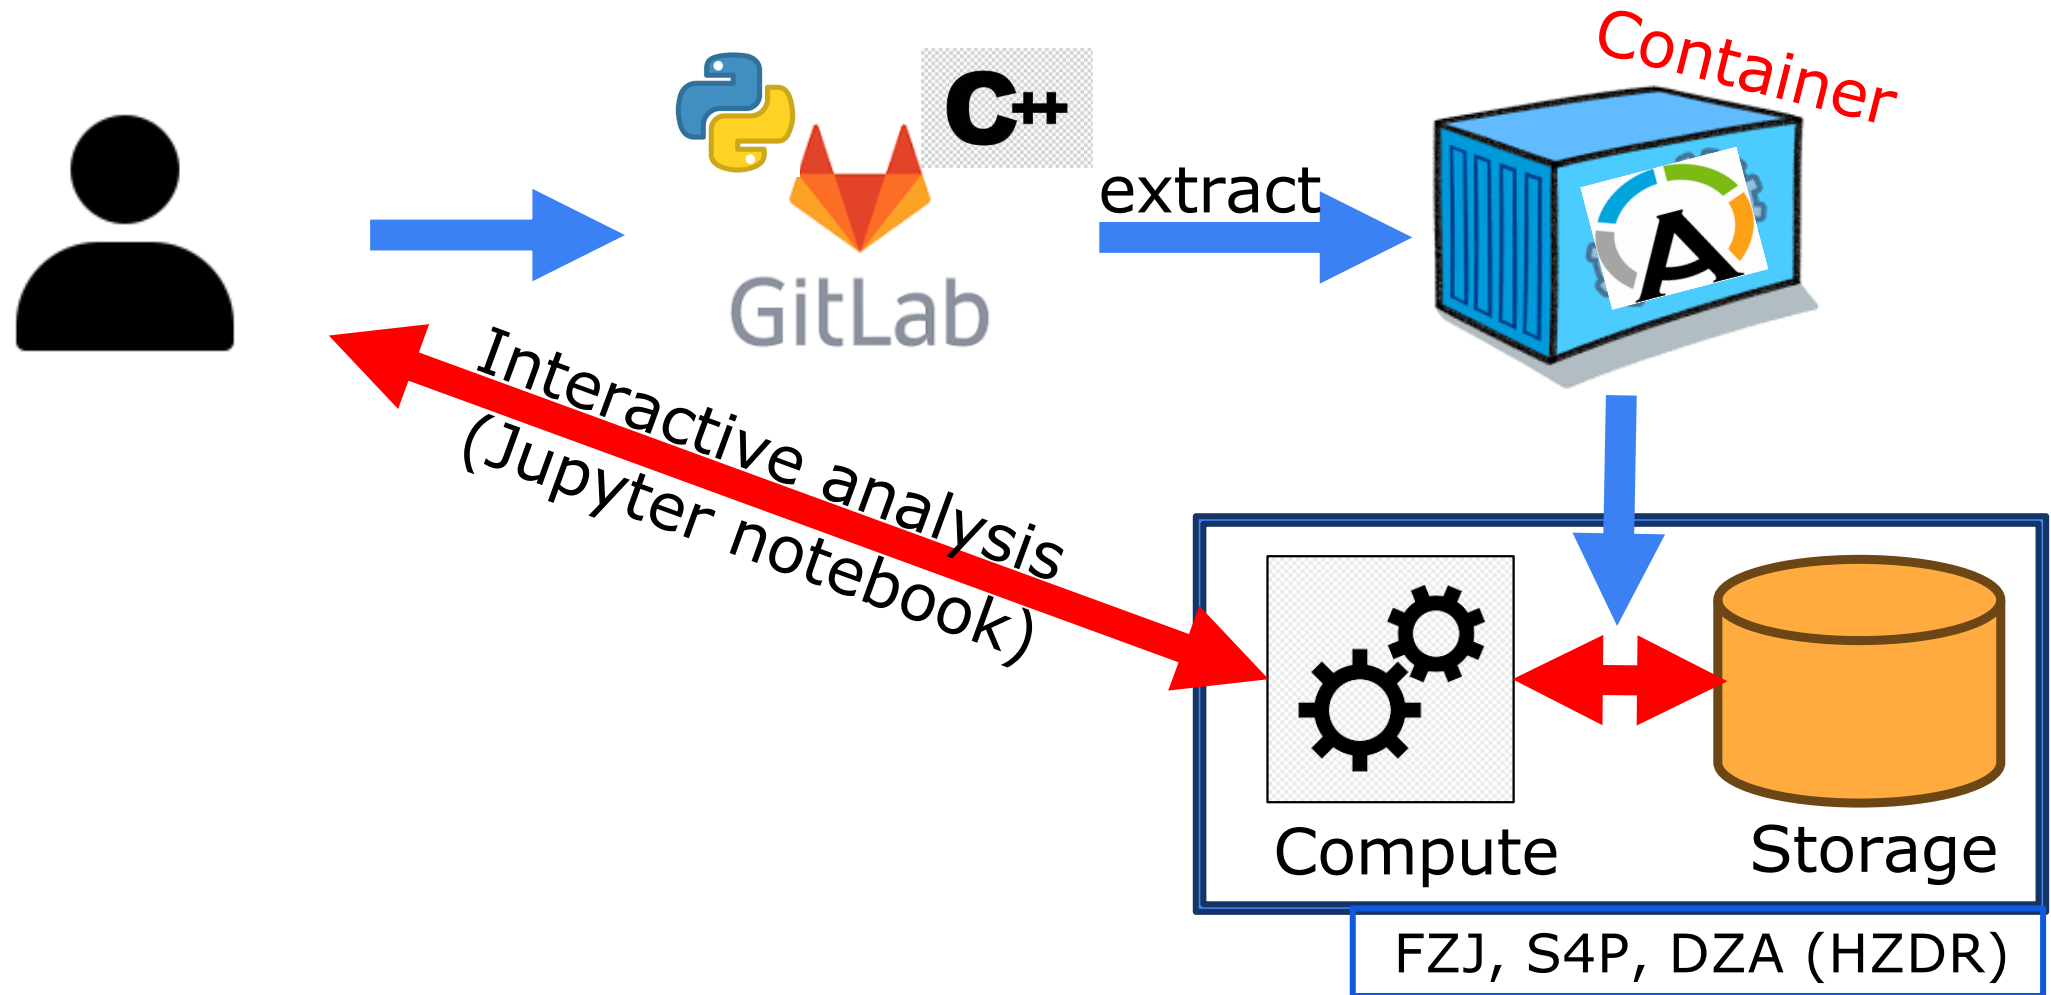 Container
C++
extract
GitLab
A
Interactive analysis
(Jupyter notebook)
Compute
Storage
FZJ, S4P, DZA (HZDR)